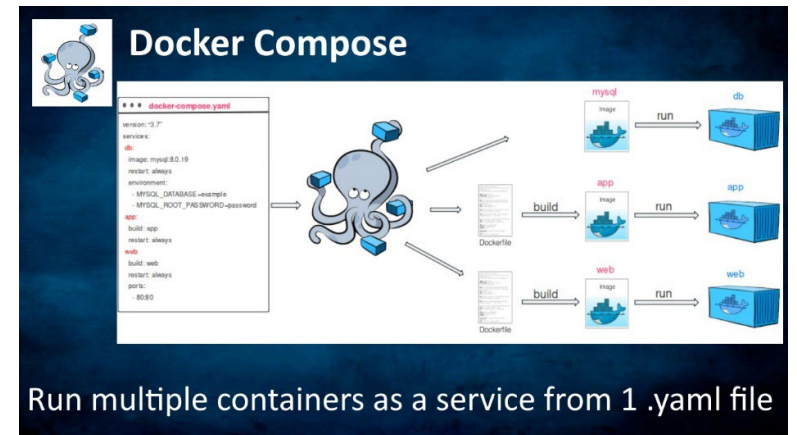 Docker Compose
docker-compose.yaml
version: "3.7"
services:
db:
image: mysql:8.0.19
restart: always
environment:
- MYSQL_DATABASE=example
- MYSQL_ROOT_PASSWORD=password
app:
build: app
restart: always
web:
build: web
restart: always
ports:
- 80:80
mysql
Image
run
db
Dockerfile
build
app
Image
run
app
Dockerfile
build
web
Image
run
web
Run multiple containers as a service from 1 .yaml file